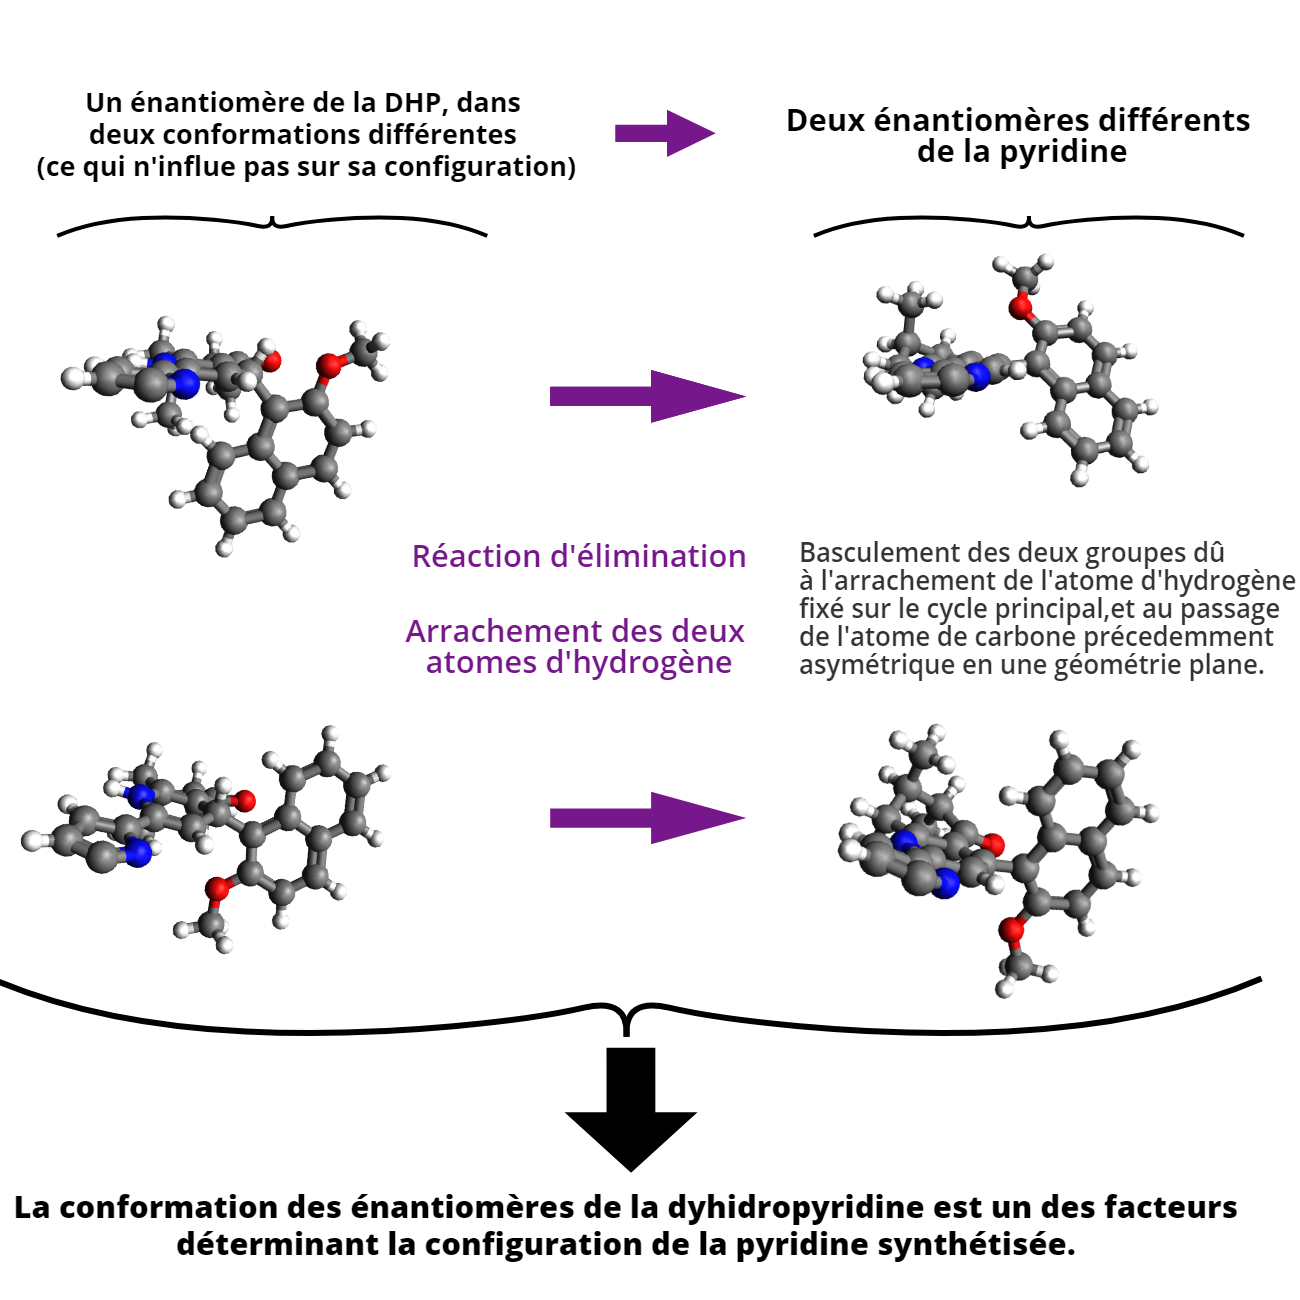 Un énantiomère de la DHP, dans
deux conformations différentes
(ce qui n'influe pas sur sa configuration)
Deux énantiomères différents
de la pyridine
Réaction d'élimination
Arrachement des deux
atomes d'hydrogène
Basculement des deux groupes dû
à l'arrachement de l'atome d'hydrogène
fixé sur le cycle principal,et au passage
de l'atome de carbone précedemment
asymétrique en une géométrie plane.
La conformation des énantiomères de la dyhidropyridine est un des facteurs
déterminant la configuration de la pyridine synthétisée.